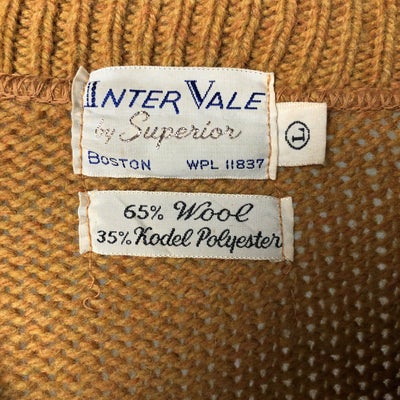 INTER VALE
by Superior
BOSTON WPL 11837
L
65% Wool
35% Kodel Polyester